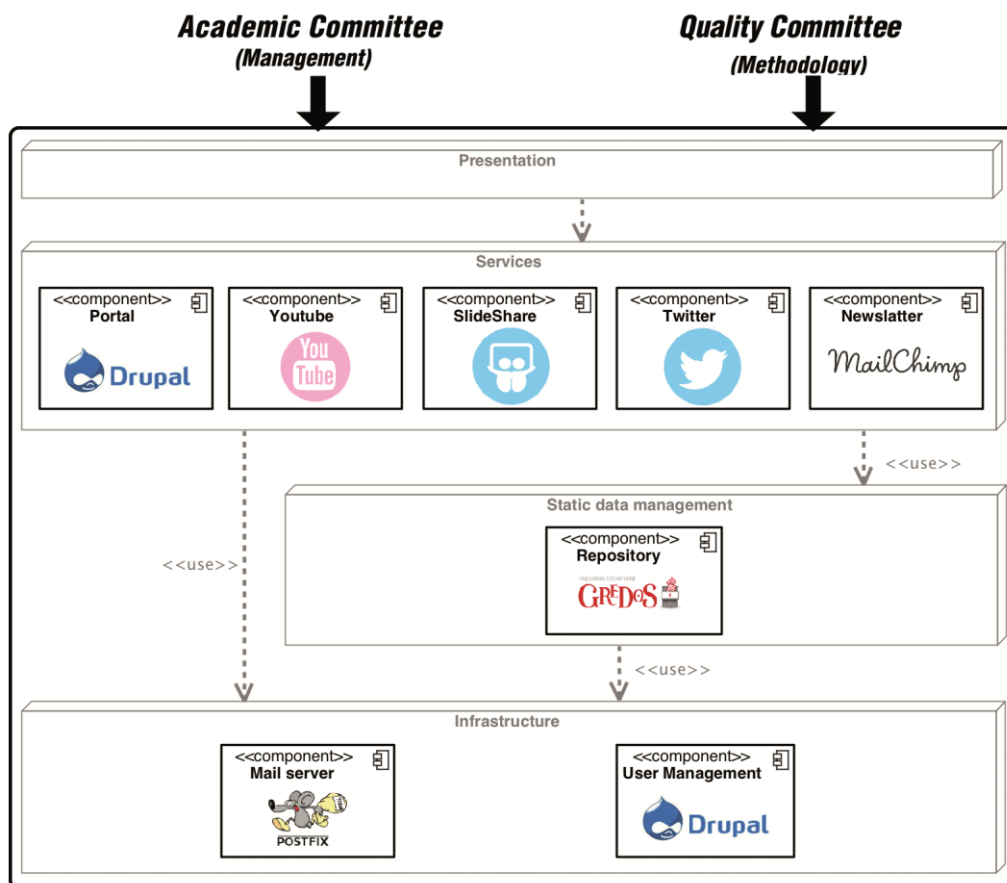 Academic Committee
(Management)
Quality Committee
(Methodology)
Presentation
Services
<<component>>
Portal
Drupal
<<component>>
Youtube
You
Tube
<<component>>
SlideShare
<<component>>
Twitter
<<component>>
Newslatter
MailChimp
<<use>>
Static data management
<<component>>
Repository
GREDOS
<<use>>
<<use>>
Infrastructure
<<component>>
Mail server
POSTFIX
<<component>>
User Management
Drupal